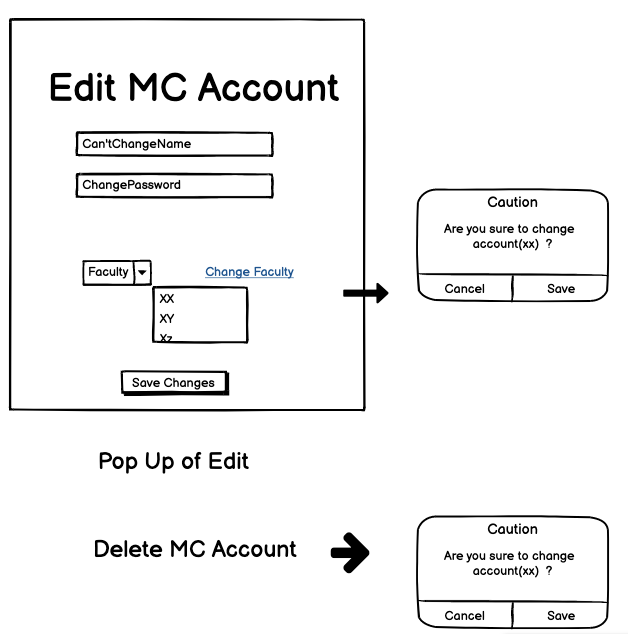 Edit MC Account
Can'tChangeName
ChangePassword
Faculty
Change Faculty
XX
XY
Xz
Save Changes
Caution
Are you sure to change
account(xx) ?
Cancel
Save
Pop Up of Edit
Delete MC Account
Caution
Are you sure to change
account(xx) ?
Cancel
Save